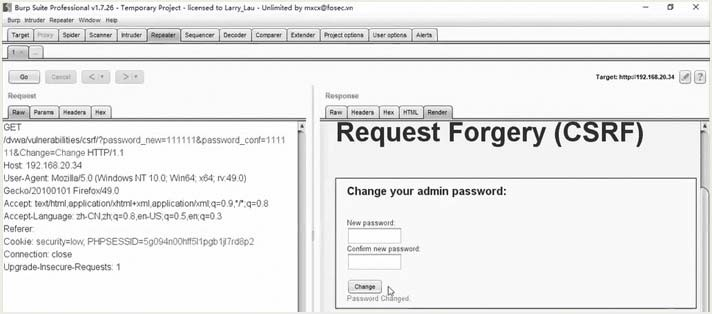 Burp Suite Professional v1.7.26 - Temporary Project - licensed to Larry_Lau - Unlimited by mxcx@fosec.vn
Burp Intruder Repeater Window Help
Target Proxy Spider Scanner Intruder Repeater Sequencer Decoder Comparer Extender Project options User options Alerts
1 × ...
Go Cancel < > Target: http://192.168.20.34 ?
Request
Raw Params Headers Hex
GET
/dvwa/vulnerabilities/csrf/?password_new=111111&password_conf=1111
11&Change=Change HTTP/1.1
Host: 192.168.20.34
User-Agent: Mozilla/5.0 (Windows NT 10.0; Win64; x64; rv:49.0)
Gecko/20100101 Firefox/49.0
Accept: text/html,application/xhtml+xml,application/xml;q=0.9,*/*;q=0.8
Accept-Language: zh-CN,zh;q=0.8,en-US;q=0.5,en;q=0.3
Referer:
Cookie: security=low; PHPSESSID=5g094n00hff5l1pgb1jl7rd8p2
Connection: close
Upgrade-Insecure-Requests: 1
Response
Raw Headers Hex HTML Render
Request Forgery (CSRF)
Change your admin password:
New password:
Confirm new password:
Change
Password Changed.